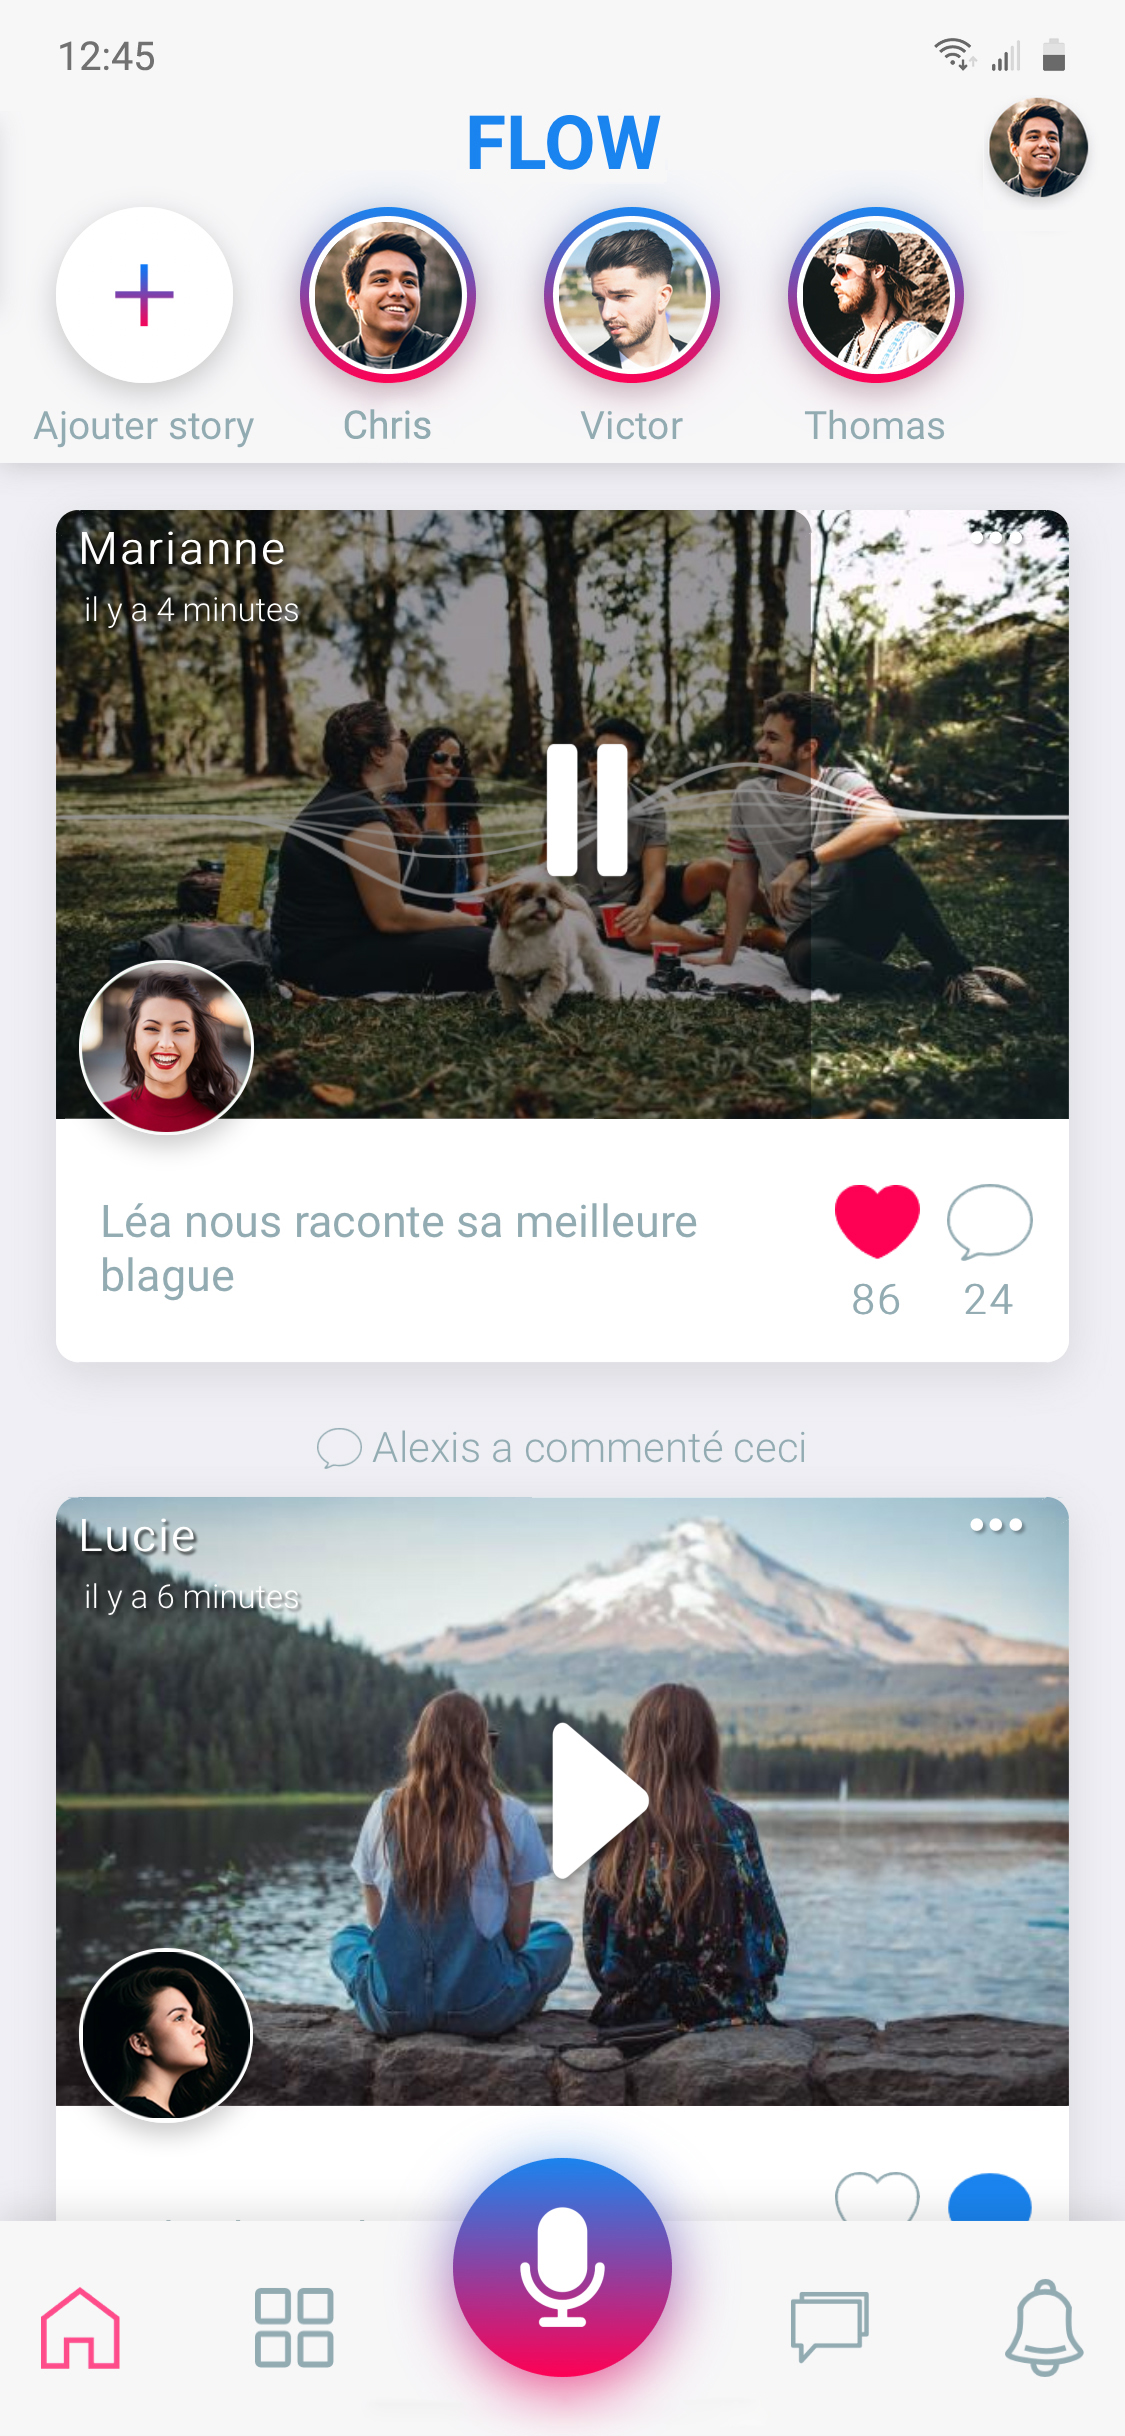 12:45
FLOW
Ajouter story
Chris
Victor
Thomas
Marianne
il y a 4 minutes
Léa nous raconte sa meilleure
blague
86
24
Alexis a commenté ceci
Lucie
il y a 6 minutes